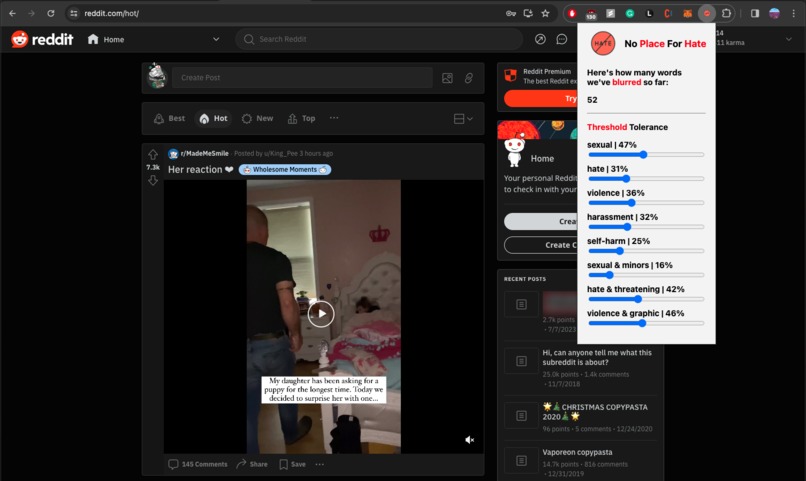 reddit.com/hot/
130
reddit
Home
Search Reddit
14
11 karma
Create Post
Best
Hot
New
Top
r/MadeMeSmile · Posted by u/King_Pee 3 hours ago
7.3k
Her reaction ❤
Wholesome Moments
My daughter has been asking for a
puppy for the longest time. Today we
decided to surprise her with one...
145 Comments
Share
Save
Reddit Premium
The best Reddit
Try
Home
Your personal Reddit
to check in with your
Crea
Create C
RECENT POSTS
2.7k points
· 7/7/2023
Hi, can anyone tell me what this
subreddit is about?
25.0k points · 1.4k comments
· 11/7/2018
🌟🎄CHRISTMAS COPYPASTA
2020🎄🌟
96 points · 5 comments · 12/24/2020
Vaporeon copypasta
14.7k points · 816 comments
· 12/31/2019
HATE
No Place For Hate
Here's how many words
we've blurred so far:
52
Threshold Tolerance
sexual | 47%
hate | 31%
violence | 36%
harassment | 32%
self-harm | 25%
sexual & minors | 16%
hate & threatening | 42%
violence & graphic | 46%